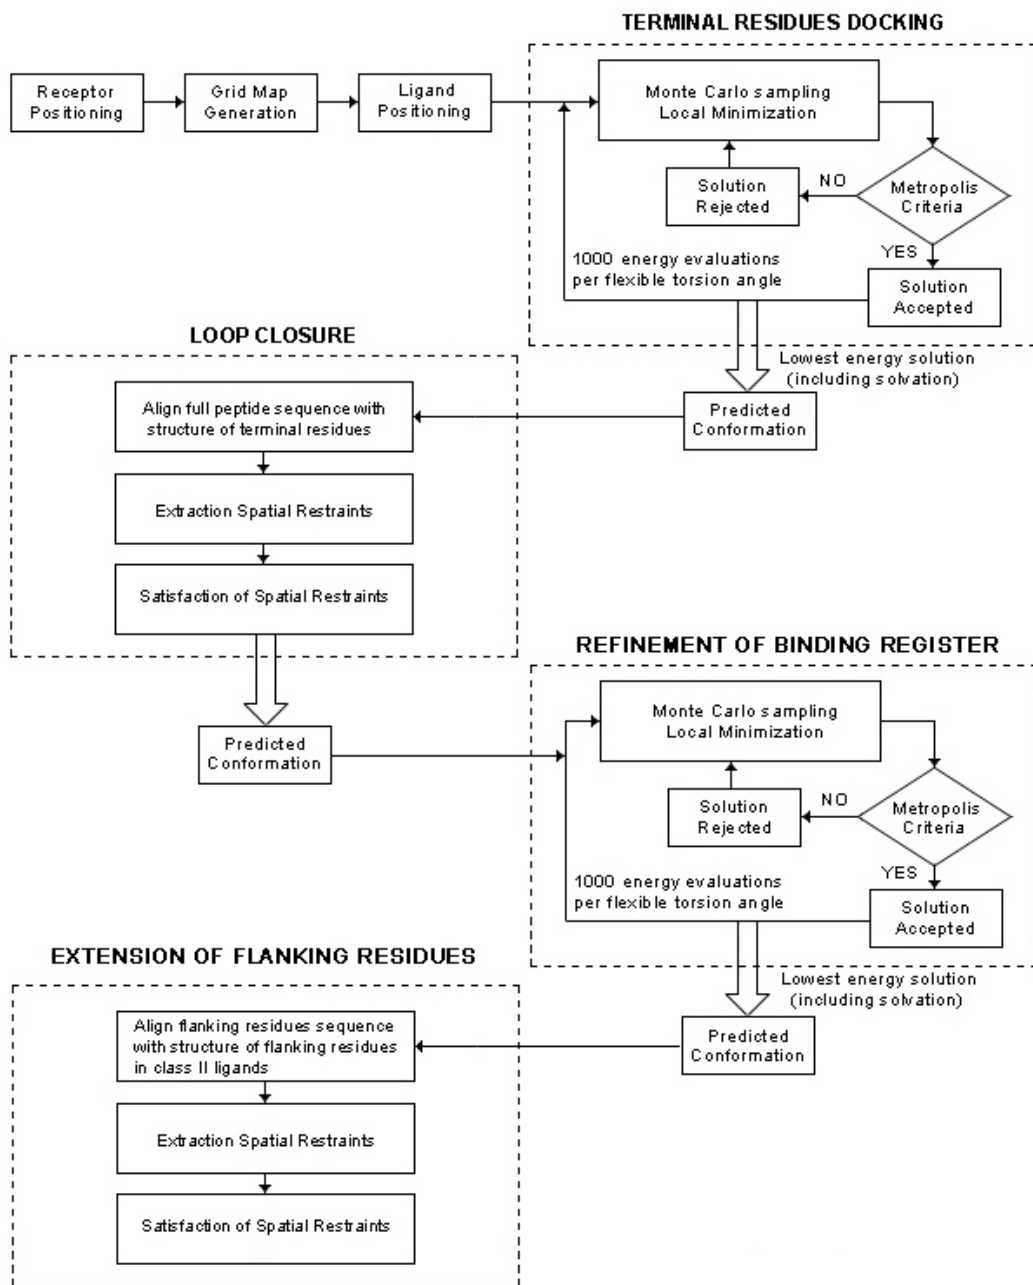 TERMINAL RESIDUES DOCKING
Receptor
Positioning
Grid Map
Generation
Ligand
Positioning
Monte Carlo sampling
Local Minimization
Solution
Rejected
NO
Metropolis
Criteria
YES
1000 energy evaluations
per flexible torsion angle
Solution
Accepted
Lowest energy solution
(including solvation)
Predicted
Conformation
LOOP CLOSURE
Align full peptide sequence with
structure of terminal residues
Extraction Spatial Restraints
Satisfaction of Spatial Restraints
Predicted
Conformation
REFINEMENT OF BINDING REGISTER
Monte Carlo sampling
Local Minimization
Solution
Rejected
NO
Metropolis
Criteria
YES
1000 energy evaluations
per flexible torsion angle
Solution
Accepted
Lowest energy solution
(including solvation)
Predicted
Conformation
EXTENSION OF FLANKING RESIDUES
Align flanking residues sequence
with structure of flanking residues
in class II ligands
Extraction Spatial Restraints
Satisfaction of Spatial Restraints